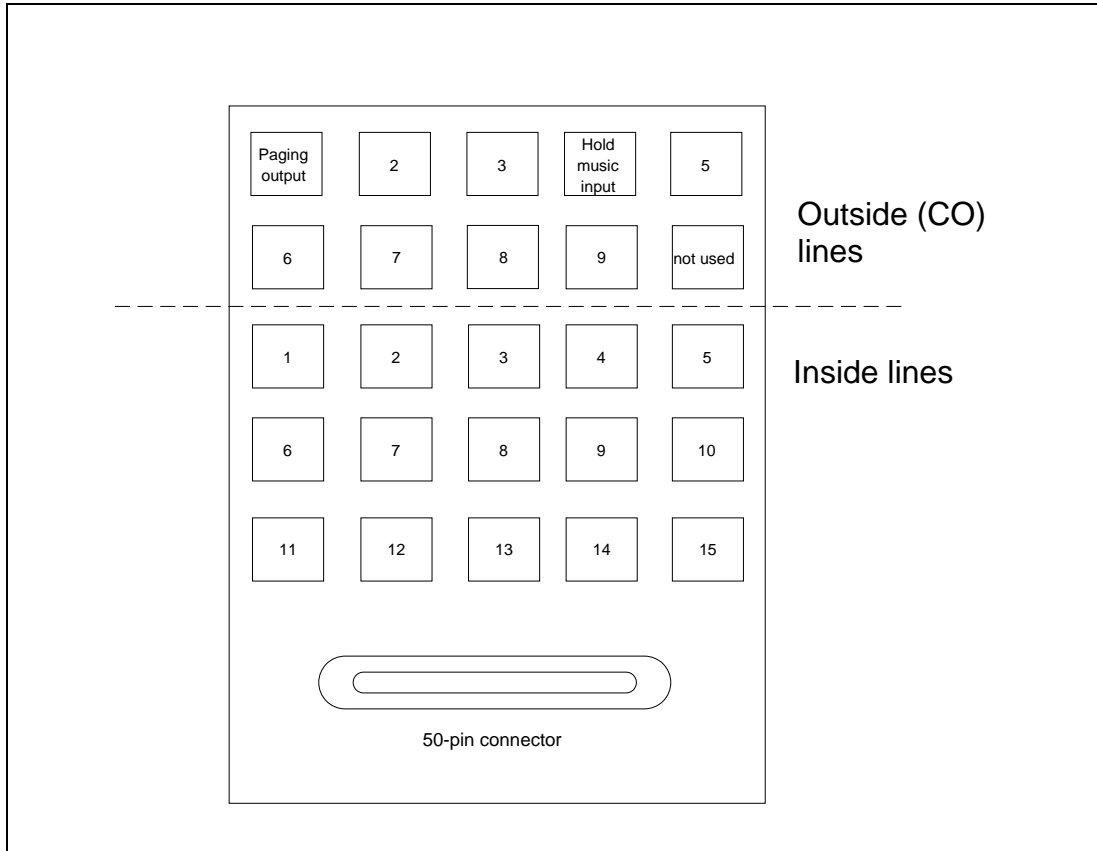 Paging
output
2
3
Hold
music
input
5
Outside (CO)
lines
6
7
8
9
not used
1
2
3
4
5
Inside lines
6
7
8
9
10
11
12
13
14
15
50-pin connector